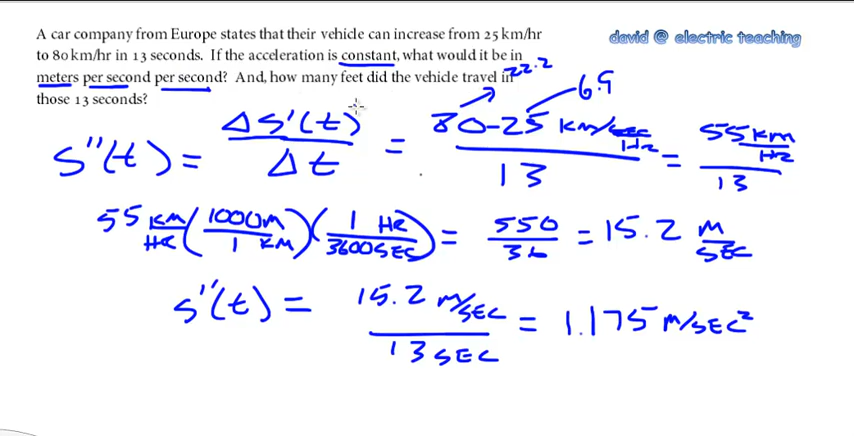 A car company from Europe states that their vehicle can increase from 25 km/hr
david @ electric teaching
to 80 km/hr in 13 seconds. If the acceleration is constant, what would it be in
meters per second per second? And, how many feet did the vehicle travel in
those 13 seconds?
22.2
6.9
S''(t) = ΔS'(t)/Δt = 80-25 KM/HR / 13 = 55 KM/HR / 13
55 KM/HR (1000M/1 KM)(1 HR/3600SEC) = 550/36 = 15.2 M/SEC
S''(t) = 15.2 M/SEC / 13 SEC = 1.175 M/SEC²